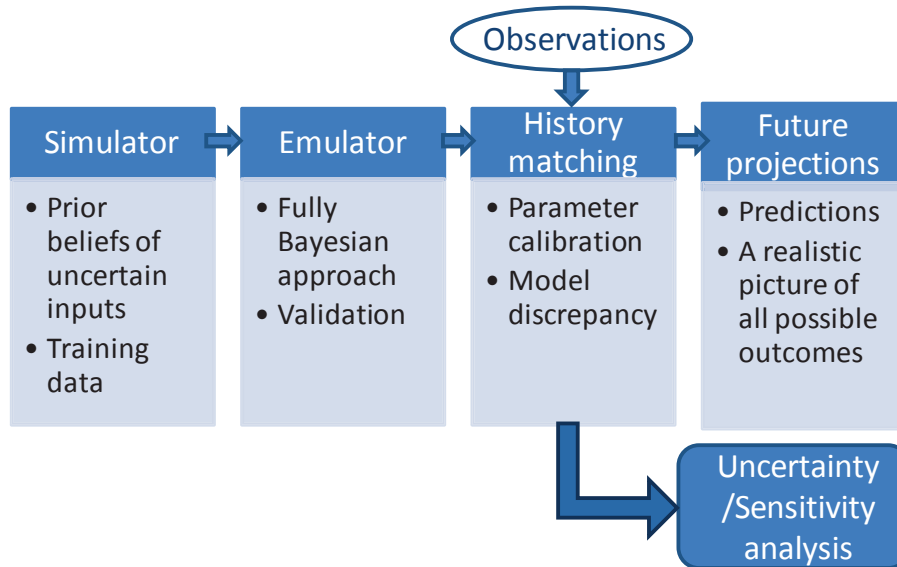 Observations
Simulator
• Prior
beliefs of
uncertain
inputs
• Training
data
Emulator
• Fully
Bayesian
approach
• Validation
History
matching
• Parameter
calibration
• Model
discrepancy
Future
projections
• Predictions
• A realistic
picture of
all possible
outcomes
Uncertainty
/Sensitivity
analysis